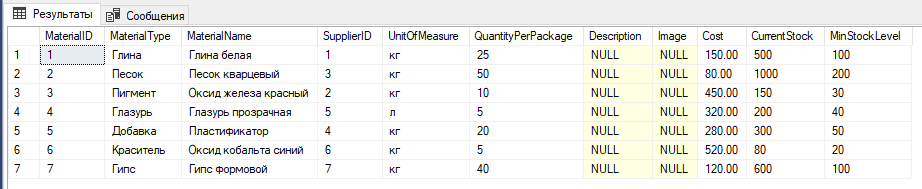 Результаты Сообщения
MaterialID MaterialType MaterialName SupplierID UnitOfMeasure QuantityPerPackage Description Image Cost CurrentStock MinStockLevel
1 1 Глина Глина белая 1 кг 25 NULL NULL 150.00 500 100
2 2 Песок Песок кварцевый 3 кг 50 NULL NULL 80.00 1000 200
3 3 Пигмент Оксид железа красный 2 кг 10 NULL NULL 450.00 150 30
4 4 Глазурь Глазурь прозрачная 5 л 5 NULL NULL 320.00 200 40
5 5 Добавка Пластификатор 4 кг 20 NULL NULL 280.00 300 50
6 6 Краситель Оксид кобальта синий 6 кг 5 NULL NULL 520.00 80 20
7 7 Гипс Гипс формовой 7 кг 40 NULL NULL 120.00 600 100